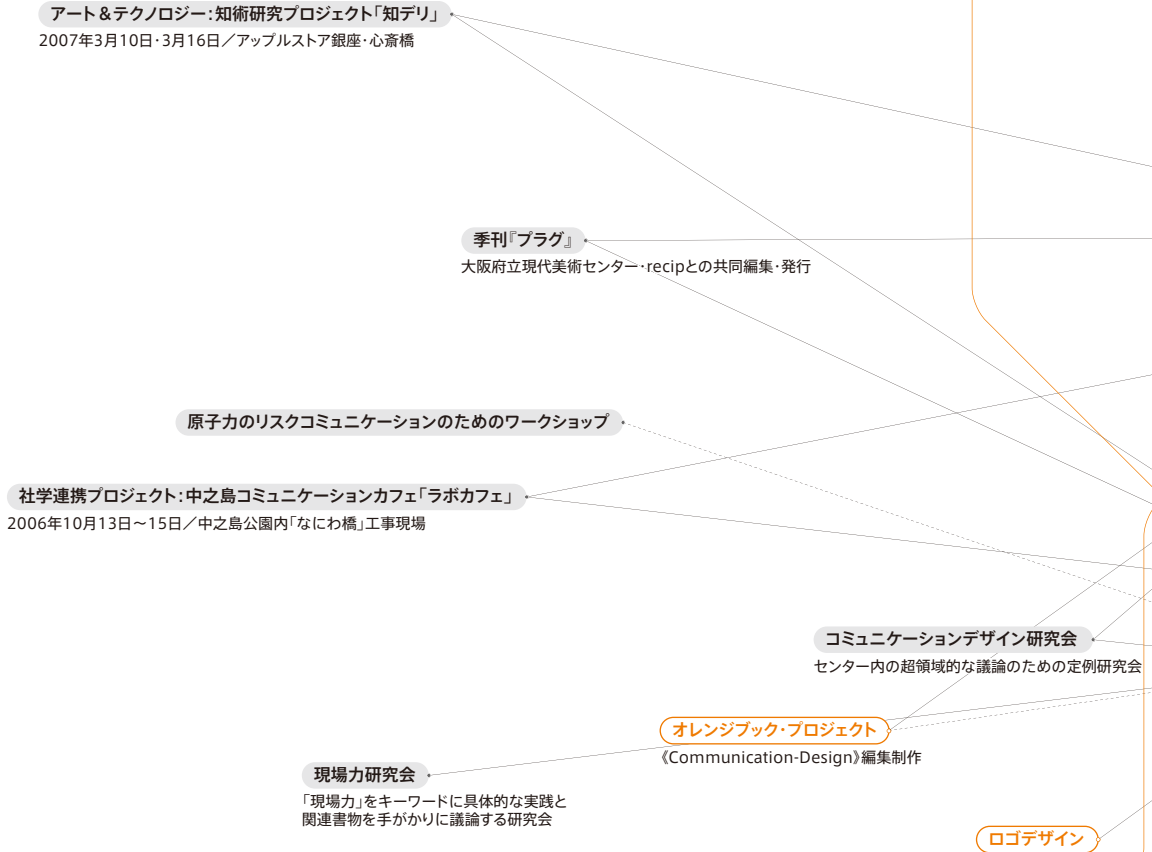 アート＆テクノロジー：知術研究プロジェクト「知デリ」
2007年3月10日・3月16日／アップルストア銀座・心斎橋
季刊『プラグ』
大阪府立現代美術センター・recipとの共同編集・発行
原子力のリスクコミュニケーションのためのワークショップ
社学連携プロジェクト：中之島コミュニケーションカフェ「ラボカフェ」
2006年10月13日～15日／中之島公園内「なにわ橋」工事現場
コミュニケーションデザイン研究会
センター内の超領域的な議論のための定例研究会
オレンジブック・プロジェクト
《Communication-Design》編集制作
現場力研究会
「現場力」をキーワードに具体的な実践と
関連書物を手がかりに議論する研究会
ロゴデザイン